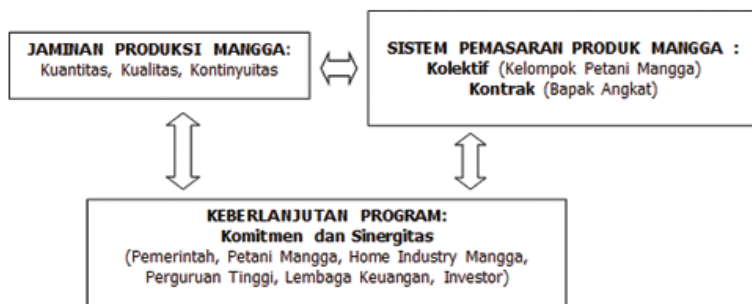 JAMINAN PRODUKSI MANGGA:
Kuantitas, Kualitas, Kontinyuitas
SISTEM PEMASARAN PRODUK MANGGA :
Kolektif (Kelompok Petani Mangga)
Kontrak (Bapak Angkat)
KEBERLANJUTAN PROGRAM:
Komitmen dan Sinergitas
(Pemerintah, Petani Mangga, Home Industry Mangga,
Perguruan Tinggi, Lembaga Keuangan, Investor)